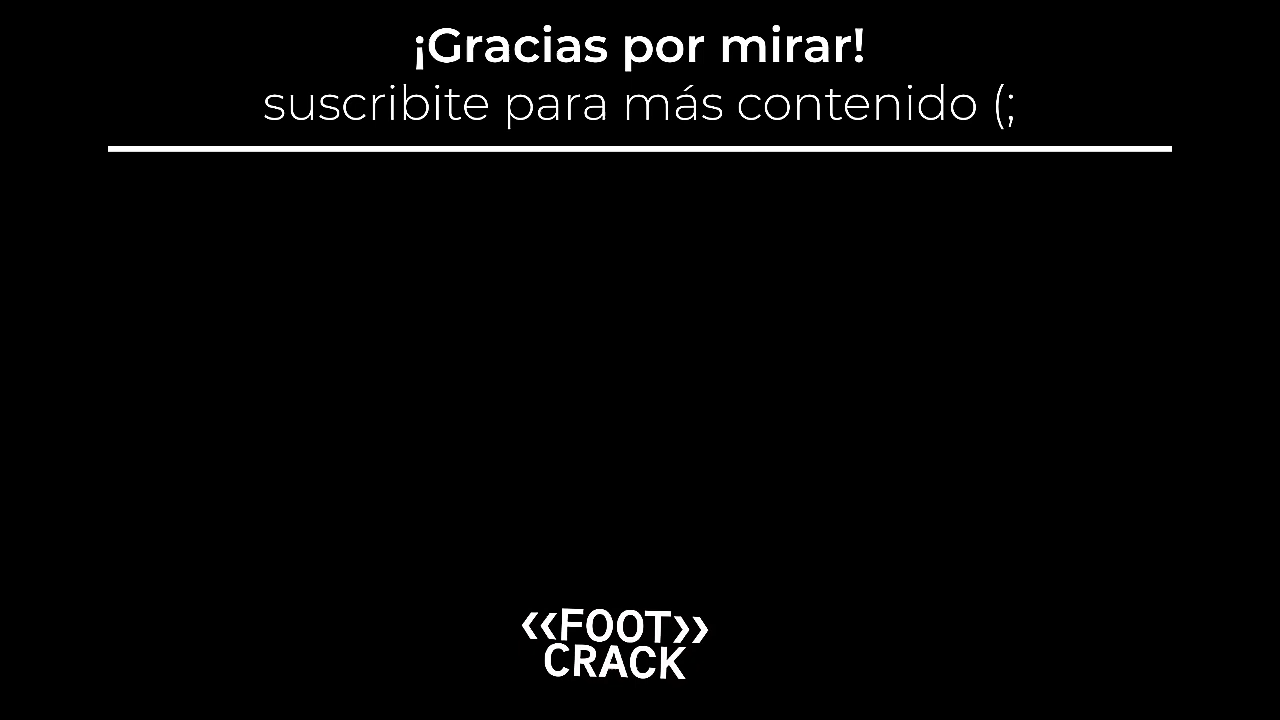 ¡Gracias por mirar!
suscribite para más contenido (;
‹‹FOOT››
CRACK